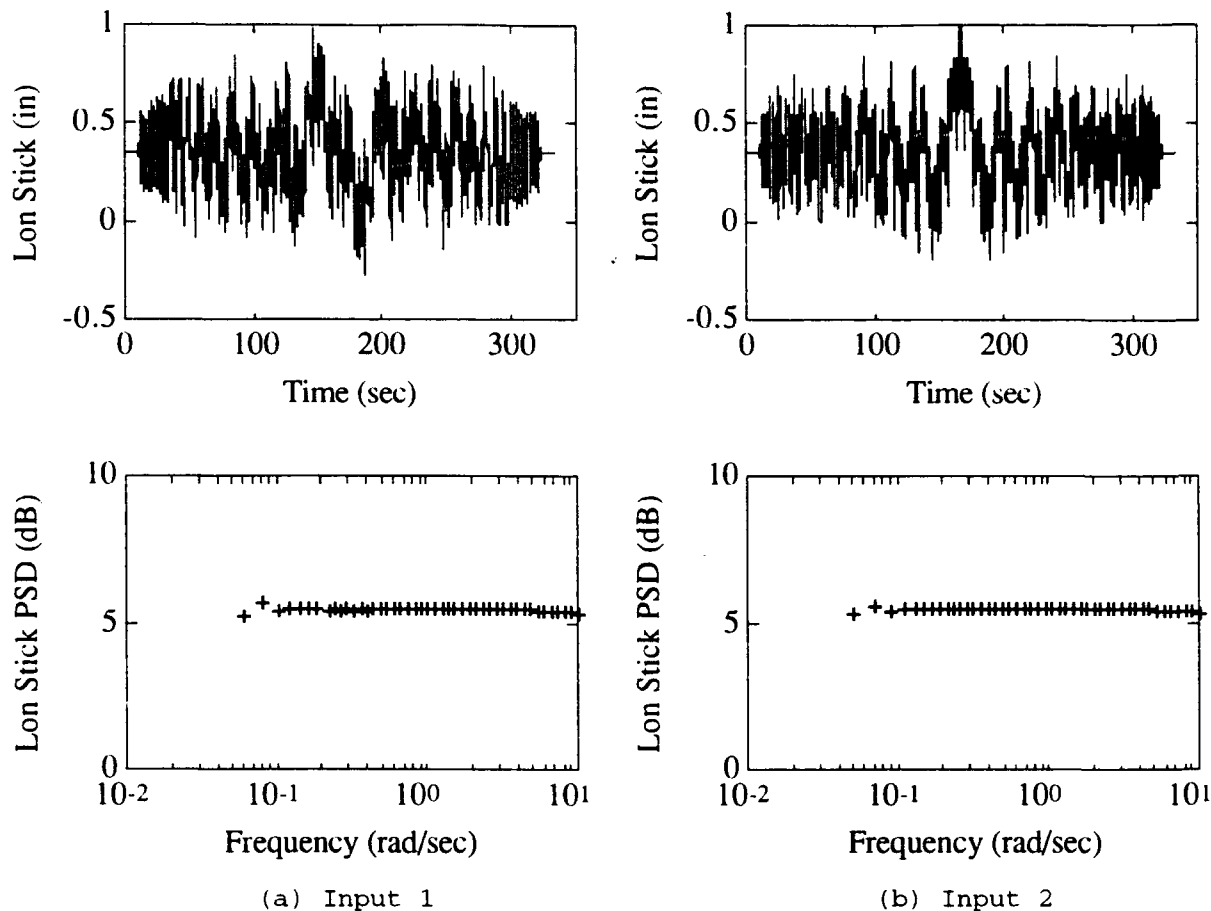 1
0.5
0
-0.5
Lon Stick (in)
0 100 200 300
Time (sec)
1
0.5
0
-0.5
Lon Stick (in)
0 100 200 300
Time (sec)
10
5
0
Lon Stick PSD (dB)
10-2 10-1 100 101
Frequency (rad/sec)
(a) Input 1
10
5
0
Lon Stick PSD (dB)
10-2 10-1 100 101
Frequency (rad/sec)
(b) Input 2